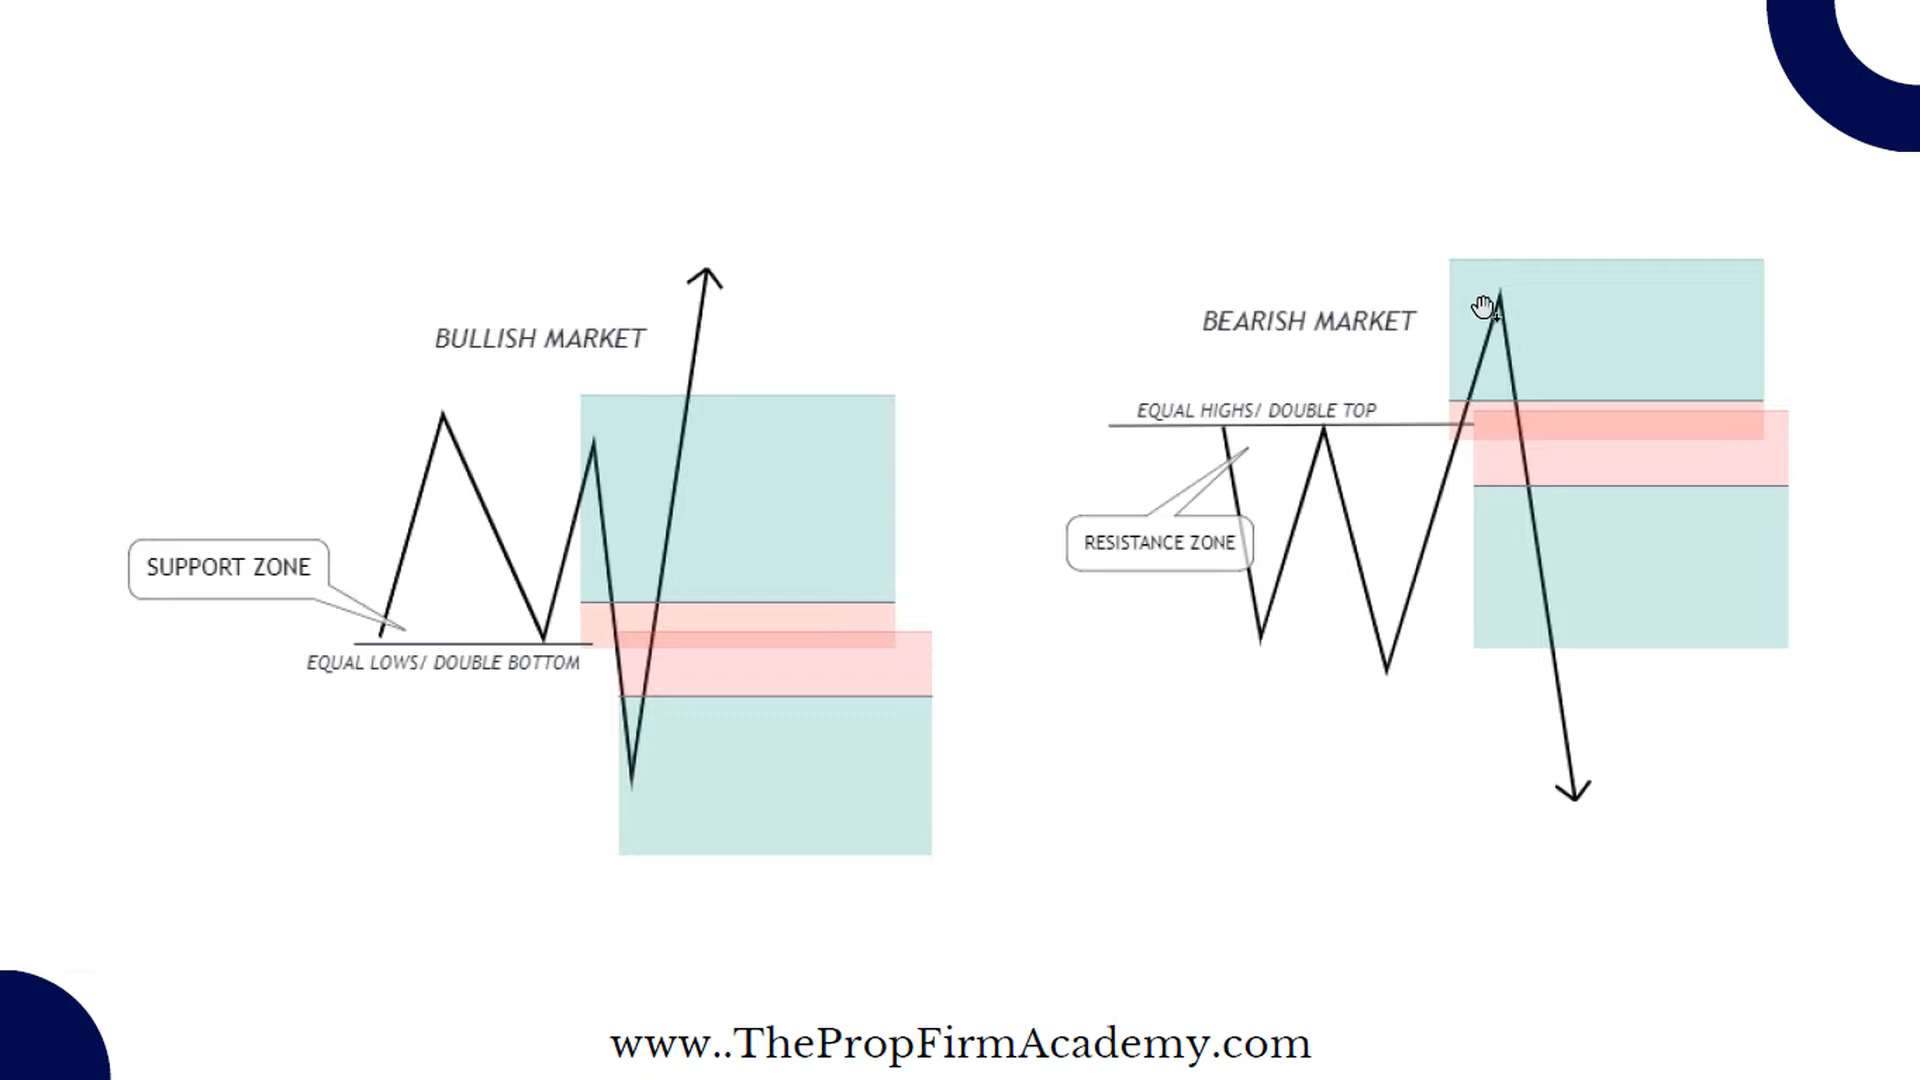 BULLISH MARKET
SUPPORT ZONE
EQUAL LOWS/ DOUBLE BOTTOM
BEARISH MARKET
EQUAL HIGHS/ DOUBLE TOP
RESISTANCE ZONE
www..ThePropFirmAcademy.com